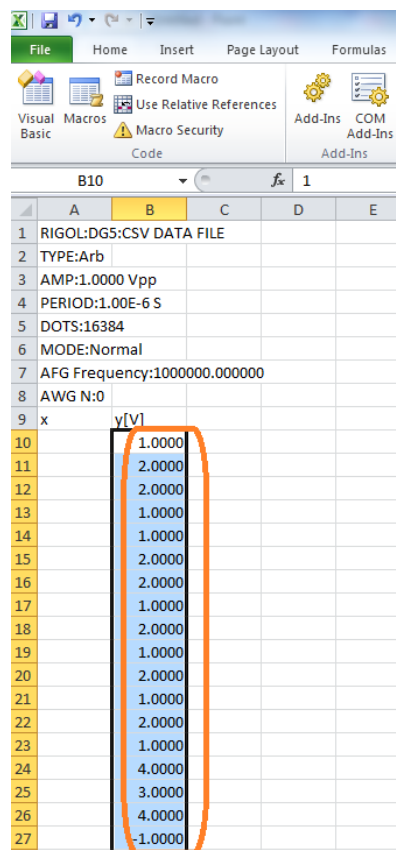 File Home Insert Page Layout Formulas
Visual Basic
Macros
Record Macro
Use Relative References
Macro Security
Code
Add-Ins
COM Add-Ins
Add-Ins
B10 fx 1
A B C D E
1 RIGOL:DG5:CSV DATA FILE
2 TYPE:Arb
3 AMP:1.0000 Vpp
4 PERIOD:1.00E-6 S
5 DOTS:16384
6 MODE:Normal
7 AFG Frequency:1000000.000000
8 AWG N:0
9 x y[V]
10 1.0000
11 2.0000
12 2.0000
13 1.0000
14 1.0000
15 2.0000
16 2.0000
17 1.0000
18 2.0000
19 1.0000
20 2.0000
21 1.0000
22 2.0000
23 1.0000
24 4.0000
25 3.0000
26 4.0000
27 -1.0000